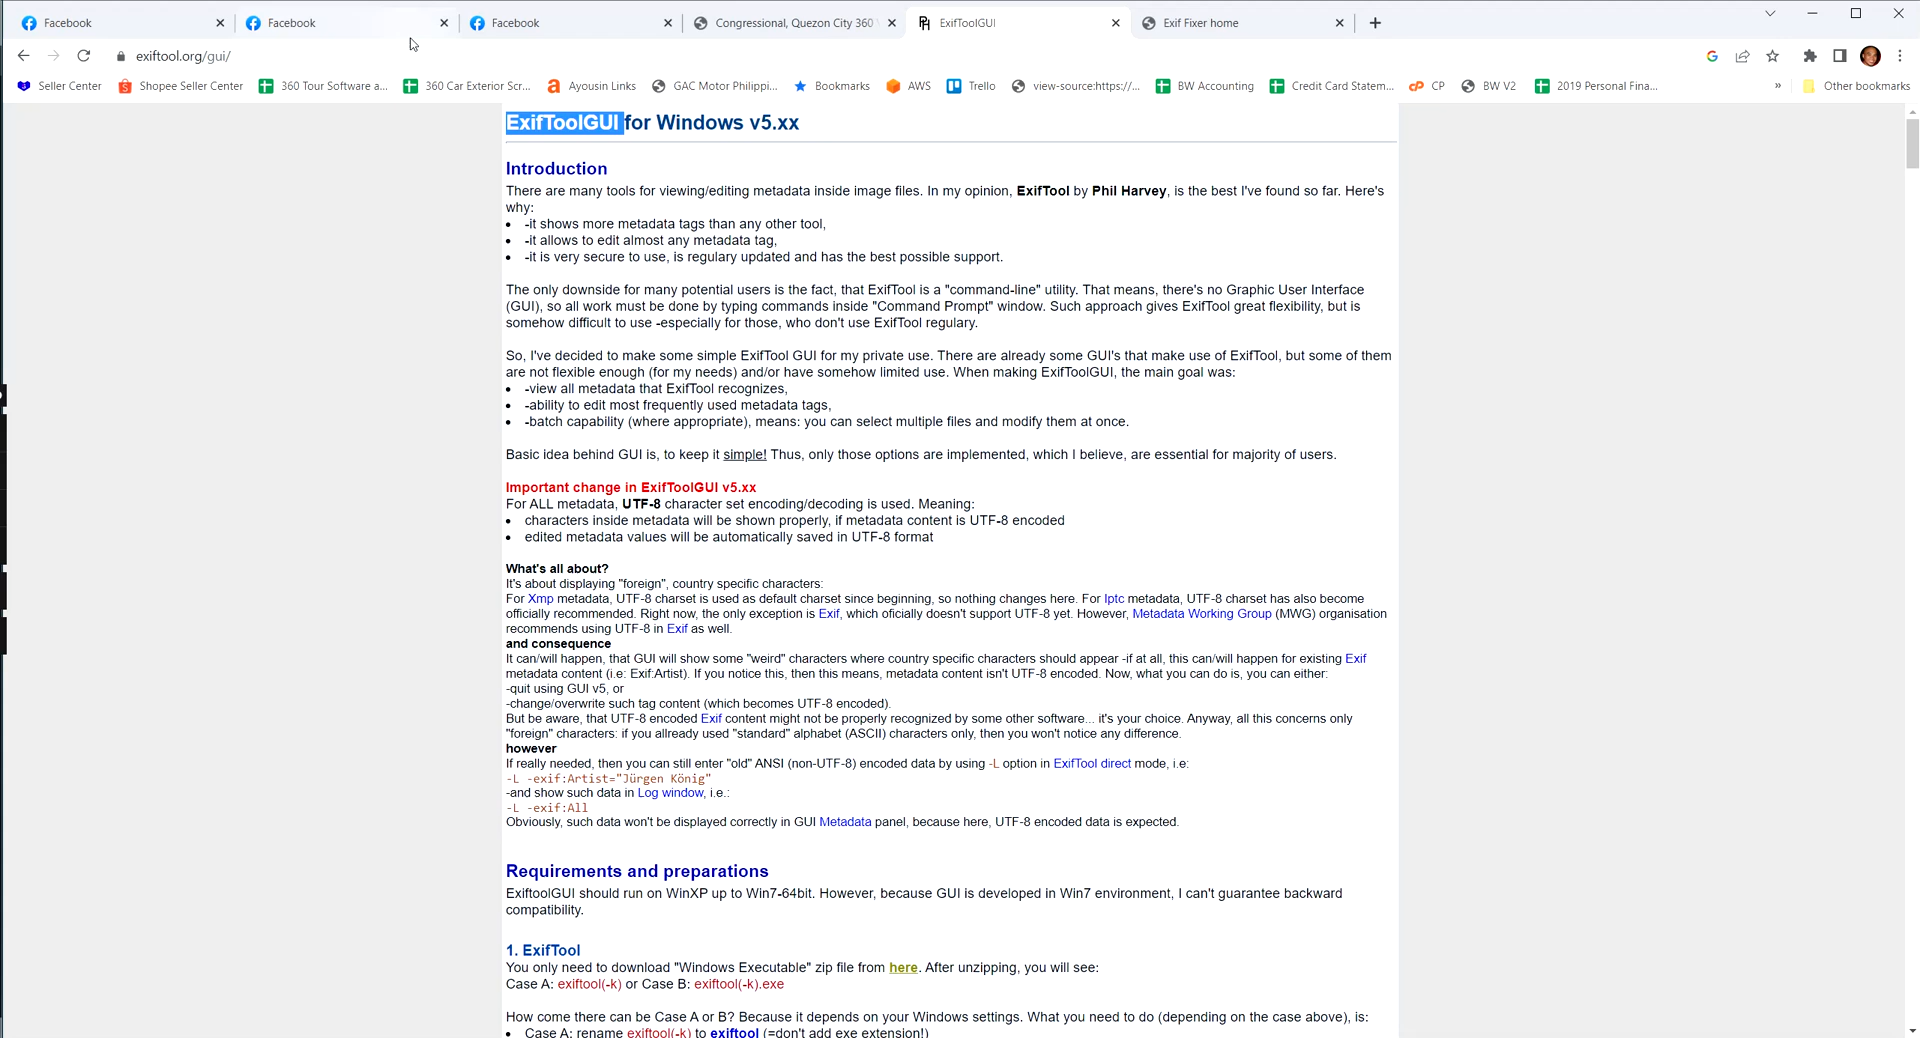 Facebook
Facebook
Facebook
Congressional, Quezon City 360
ExifToolGUI
Exif Fixer home
exiftool.org/gui/
Seller Center
Shopee Seller Center
360 Tour Software a...
360 Car Exterior Scr...
Ayousin Links
GAC Motor Philippi...
Bookmarks
AWS
Trello
view-source:https://...
BW Accounting
Credit Card Statem...
CP
BW V2
2019 Personal Fina...
»
Other bookmarks
ExifToolGUI for Windows v5.xx
Introduction
There are many tools for viewing/editing metadata inside image files. In my opinion, ExifTool by Phil Harvey, is the best I've found so far. Here's
why:
• -it shows more metadata tags than any other tool,
• -it allows to edit almost any metadata tag,
• -it is very secure to use, is regulary updated and has the best possible support.
The only downside for many potential users is the fact, that ExifTool is a "command-line" utility. That means, there's no Graphic User Interface
(GUI), so all work must be done by typing commands inside "Command Prompt" window. Such approach gives ExifTool great flexibility, but is
somehow difficult to use -especially for those, who don't use ExifTool regulary.
So, I've decided to make some simple ExifTool GUI for my private use. There are already some GUI's that make use of ExifTool, but some of them
are not flexible enough (for my needs) and/or have somehow limited use. When making ExifToolGUI, the main goal was:
• -view all metadata that ExifTool recognizes,
• -ability to edit most frequently used metadata tags,
• -batch capability (where appropriate), means: you can select multiple files and modify them at once.
Basic idea behind GUI is, to keep it simple! Thus, only those options are implemented, which I believe, are essential for majority of users.
Important change in ExifToolGUI v5.xx
For ALL metadata, UTF-8 character set encoding/decoding is used. Meaning:
• characters inside metadata will be shown properly, if metadata content is UTF-8 encoded
• edited metadata values will be automatically saved in UTF-8 format
What's all about?
It's about displaying "foreign", country specific characters:
For Xmp metadata, UTF-8 charset is used as default charset since beginning, so nothing changes here. For Iptc metadata, UTF-8 charset has also become
officially recommended. Right now, the only exception is Exif, which oficially doesn't support UTF-8 yet. However, Metadata Working Group (MWG) organisation
recommends using UTF-8 in Exif as well.
and consequence
It can/will happen, that GUI will show some "weird" characters where country specific characters should appear -if at all, this can/will happen for existing Exif
metadata content (i.e: Exif:Artist). If you notice this, then this means, metadata content isn't UTF-8 encoded. Now, what you can do is, you can either:
-quit using GUI v5, or
-change/overwrite such tag content (which becomes UTF-8 encoded).
But be aware, that UTF-8 encoded Exif content might not be properly recognized by some other software... it's your choice. Anyway, all this concerns only
"foreign" characters: if you allready used "standard" alphabet (ASCII) characters only, then you won't notice any difference.
however
If really needed, then you can still enter "old" ANSI (non-UTF-8) encoded data by using -L option in ExifTool direct mode, i.e:
-L -exif:Artist="Jürgen König"
-and show such data in Log window, i.e.:
-L -exif:All
Obviously, such data won't be displayed correctly in GUI Metadata panel, because here, UTF-8 encoded data is expected.
Requirements and preparations
ExiftoolGUI should run on WinXP up to Win7-64bit. However, because GUI is developed in Win7 environment, I can't guarantee backward
compatibility.
1. ExifTool
You only need to download "Windows Executable" zip file from here. After unzipping, you will see:
Case A: exiftool(-k) or Case B: exiftool(-k).exe
How come there can be Case A or B? Because it depends on your Windows settings. What you need to do (depending on the case above), is:
• Case A: rename exiftool(-k) to exiftool (=don't add exe extension!)